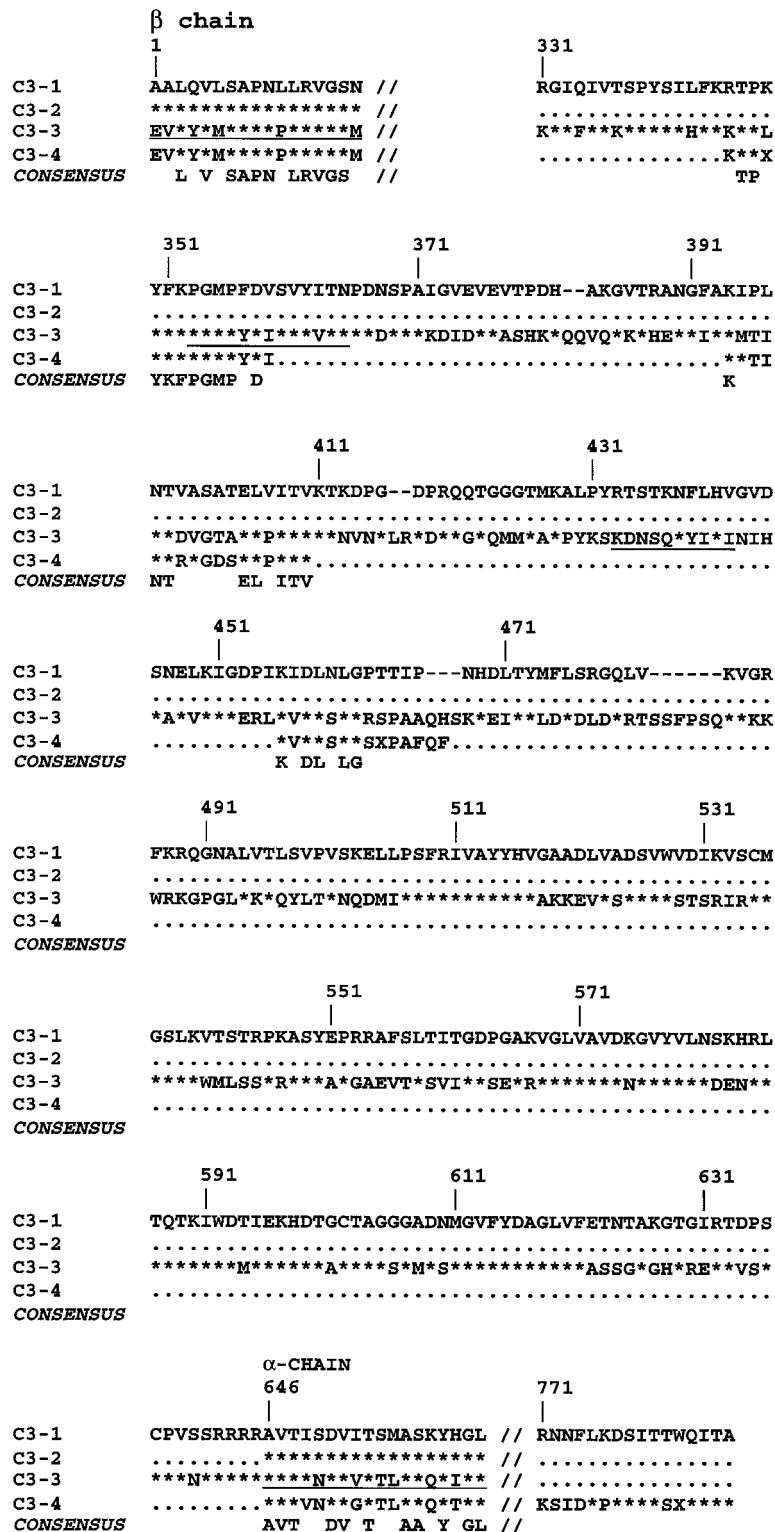 β chain
1 331
C3-1 AALQVLSAPNLLRVGSN // RGIQIVTSPYSILFKRTPK
C3-2 ***************** // ...................
C3-3 EV*Y*M****P*****M // K**F**K*****H**K**L
C3-4 EV*Y*M****P*****M // ...............K**X
CONSENSUS L V SAPN LRVGS // TP
351 371 391
C3-1 YFKPGMPFDVSVYITNPDNSPAIGVEVEVTPDH--AKGVTRANGFAKIPL
C3-2 ..................................................
C3-3 *******Y*I***V****D***KDID**ASHK*QQVQ*K*HE**I**MTI
C3-4 *******Y*I....................................**TI
CONSENSUS YKFPGMP D K
411 431
C3-1 NTVASATELVITVKTKDPG--DPRQQTGGGTMKALPYRTSTKNFLHVGVD
C3-2 ..................................................
C3-3 **DVGTA**P*****NVN*LR*D**G*QMM*A*PYKSKDNSQ*YI*INIH
C3-4 **R*GDS**P***.....................................
CONSENSUS NT EL ITV
451 471
C3-1 SNELKIGDPIKIDLNLGPTTIP---NHDLTYMFLSRGQLV------KVGR
C3-2 ..................................................
C3-3 *A*V***ERL*V**S**RSPAAQHSK*EI**LD*DLD*RTSSFPSQ**KK
C3-4 ..........*V**S**SXPAFQF..........................
CONSENSUS K DL LG
491 511 531
C3-1 FKRQGNALVTLSVPVSKELLPSFRIVAYYHVGAADLVADSVWVDIKVSCM
C3-2 ..................................................
C3-3 WRKGPGL*K*QYLT*NQDMI***********AKKEV*S****STSRIR**
C3-4 ..................................................
CONSENSUS
551 571
C3-1 GSLKVTSTRPKASYEPRRAFSLTITGDPGAKVGLVAVDKGVYVLNSKHRL
C3-2 ..................................................
C3-3 ****WMLSS*R***A*GAEVT*SVI**SE*R*******N******DEN**
C3-4 ..................................................
CONSENSUS
591 611 631
C3-1 TQTKIWDTIEKHDTGCTAGGGADNMGVFYDAGLVFETNTAKGTGIRTDPS
C3-2 ..................................................
C3-3 *******M******A****S*M*S***********ASSG*GH*RE**VS*
C3-4 ..................................................
CONSENSUS
α-CHAIN
646 771
C3-1 CPVSSRRRRAVTISDVITSMASKYHGL // RNNFLKDSITTWQITA
C3-2 .........****************** // ................
C3-3 ***N*********N**V*TL**Q*I** // ................
C3-4 .........***VN**G*TL**Q*T** // KSID*P****SX****
CONSENSUS AVT DV T AA Y GL //